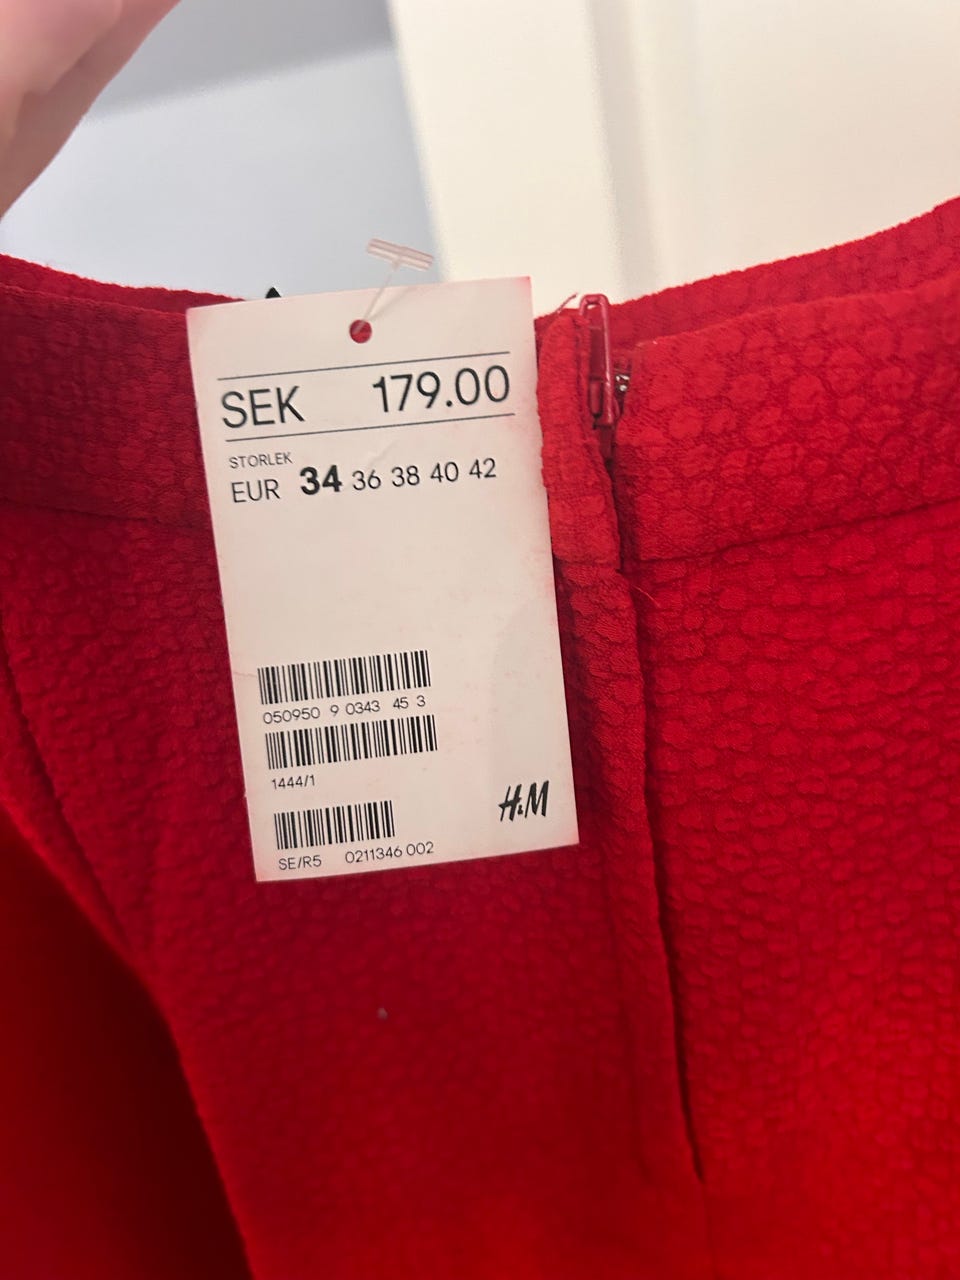 SEK 179.00
STORLEK
EUR 34 36 38 40 42
050950 9 0343 45 3
1444/1
H&M
SE/R5 0211346 002